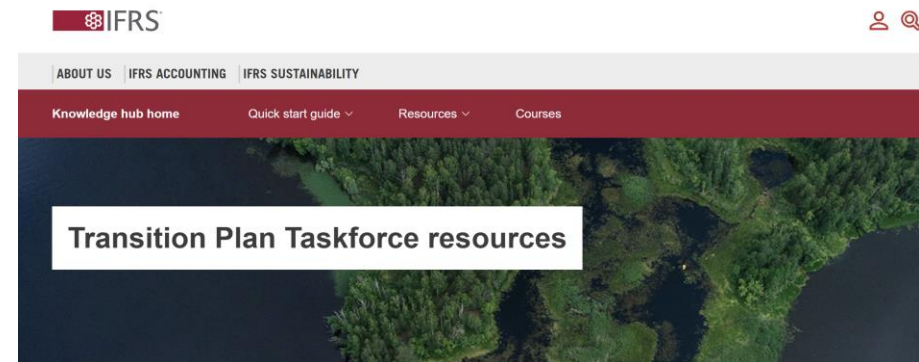 IFRS
ABOUT US IFRS ACCOUNTING IFRS SUSTAINABILITY
Knowledge hub home Quick start guide Resources Courses
Transition Plan Taskforce resources